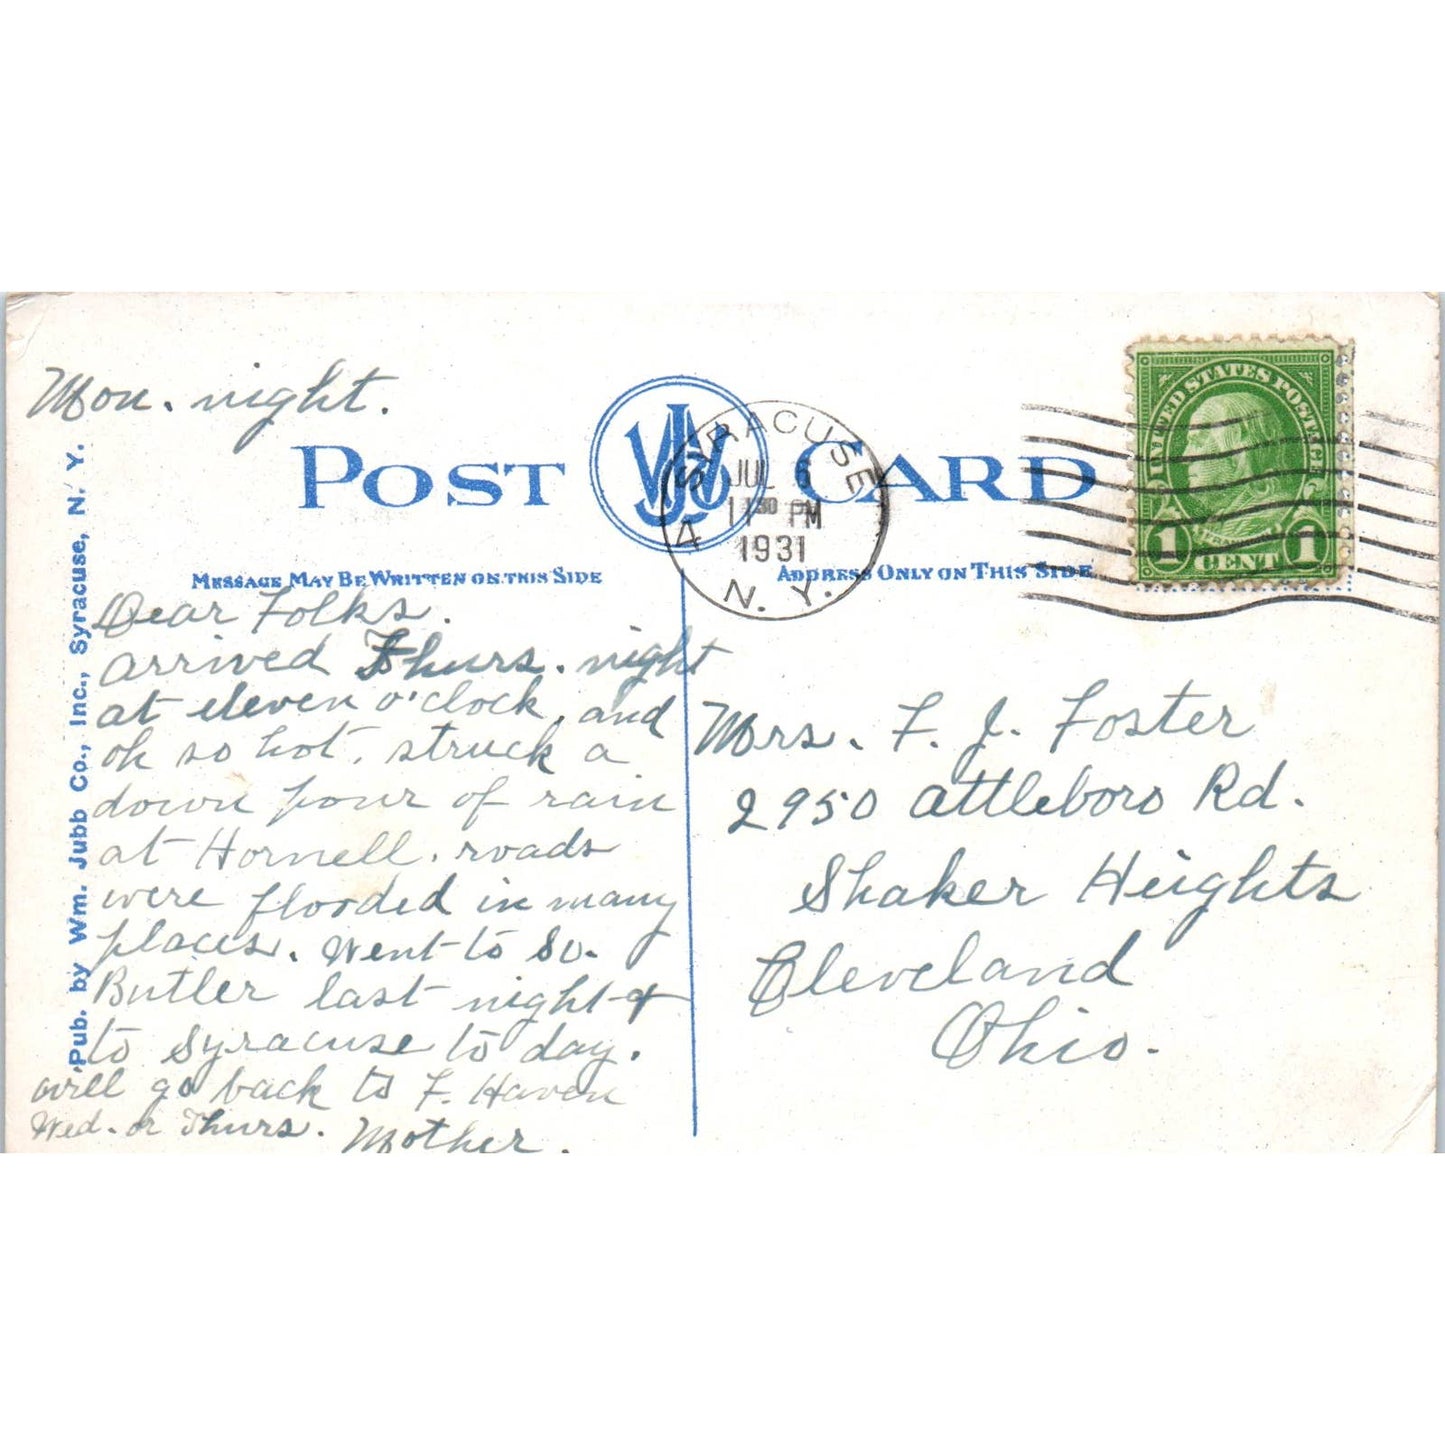 Mon. night.
POST CARD
WJCo
SYRACUSE
JUL 6
11 30 PM
1931
N. Y.
A
UNITED STATES POSTAGE
1 CENT 1
MESSAGE MAY BE WRITTEN ON THIS SIDE
ADDRESS ONLY ON THIS SIDE
Pub. by Wm. Jubb Co., Inc., Syracuse, N. Y.
Dear Folks.
arrived Thurs. night
at eleven o'clock, and
oh so hot, struck a
down pour of rain
at Hornell. roads
were flooded in many
places. Went to So.
Butler last night &
to Syracuse to day.
will go back to F. Haven
Wed. or Thurs. Mother.
Mrs. F. J. Foster
2950 Attleboro Rd.
Shaker Heights
Cleveland
Ohio.